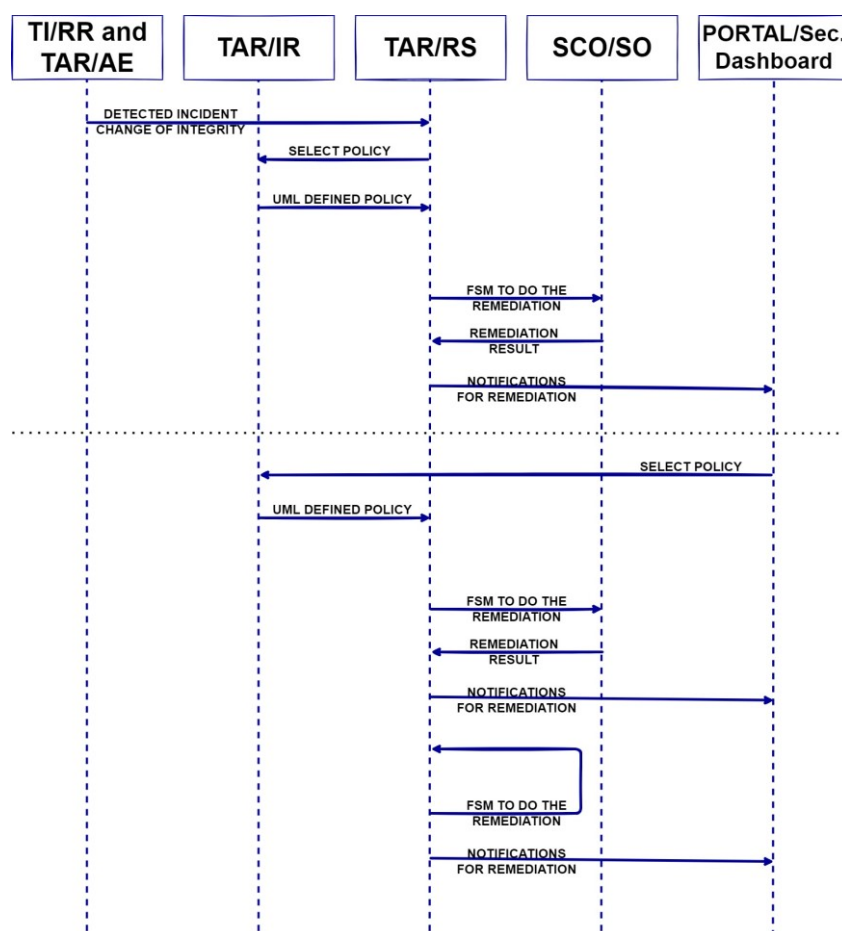 TI/RR and
TAR/AE
TAR/IR
TAR/RS
SCO/SO
PORTAL/Sec.
Dashboard
DETECTED INCIDENT
CHANGE OF INTEGRITY
SELECT POLICY
UML DEFINED POLICY
FSM TO DO THE
REMEDIATION
REMEDIATION
RESULT
NOTIFICATIONS
FOR REMEDIATION
SELECT POLICY
UML DEFINED POLICY
FSM TO DO THE
REMEDIATION
REMEDIATION
RESULT
NOTIFICATIONS
FOR REMEDIATION
FSM TO DO THE
REMEDIATION
NOTIFICATIONS
FOR REMEDIATION